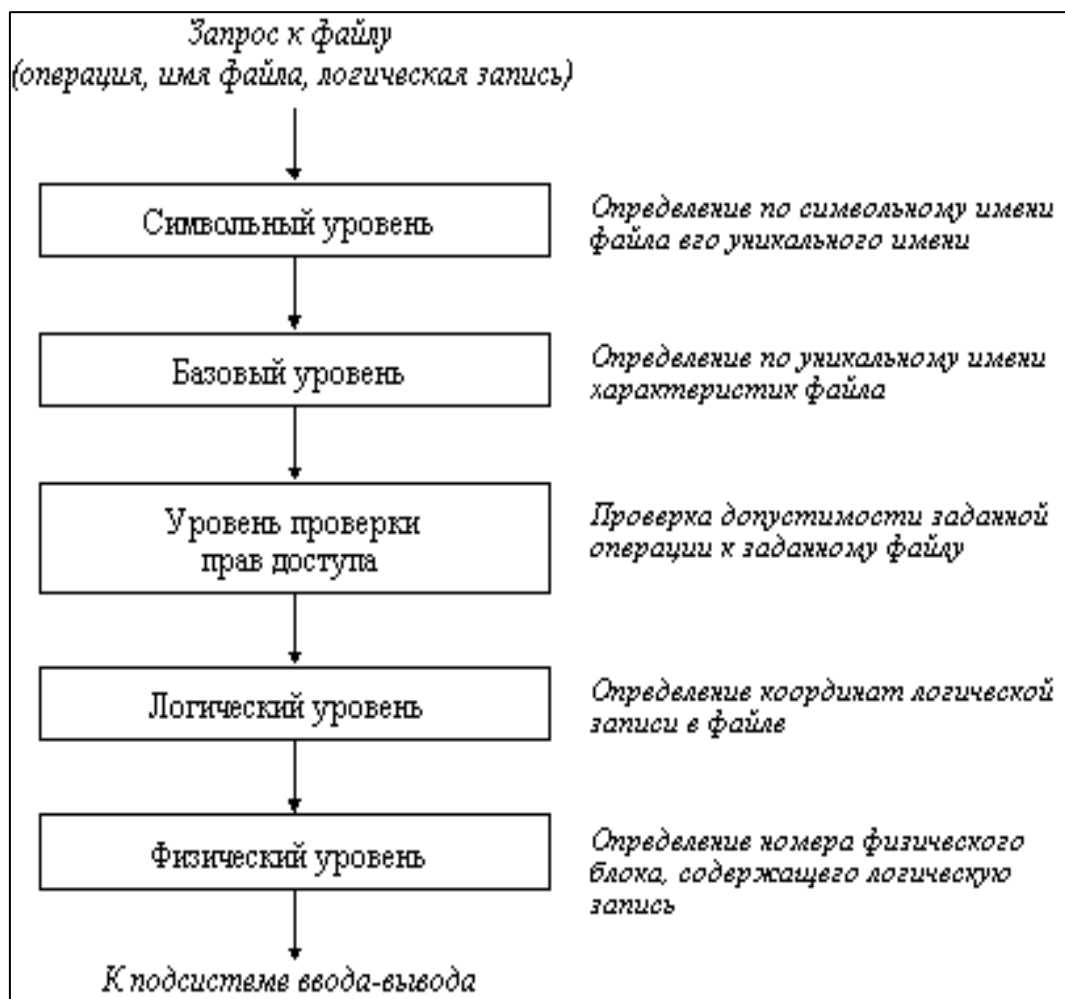 Запрос к файлу
(операция, имя файла, логическая запись)
Символьный уровень
Определение по символьному имени
файла его уникального имени
Базовый уровень
Определение по уникальному имени
характеристик файла
Уровень проверки
прав доступа
Проверка допустимости заданной
операции к заданному файлу
Логический уровень
Определение координат логической
записи в файле
Физический уровень
Определение номера физического
блока, содержащего логическую
запись
К подсистеме ввода-вывода